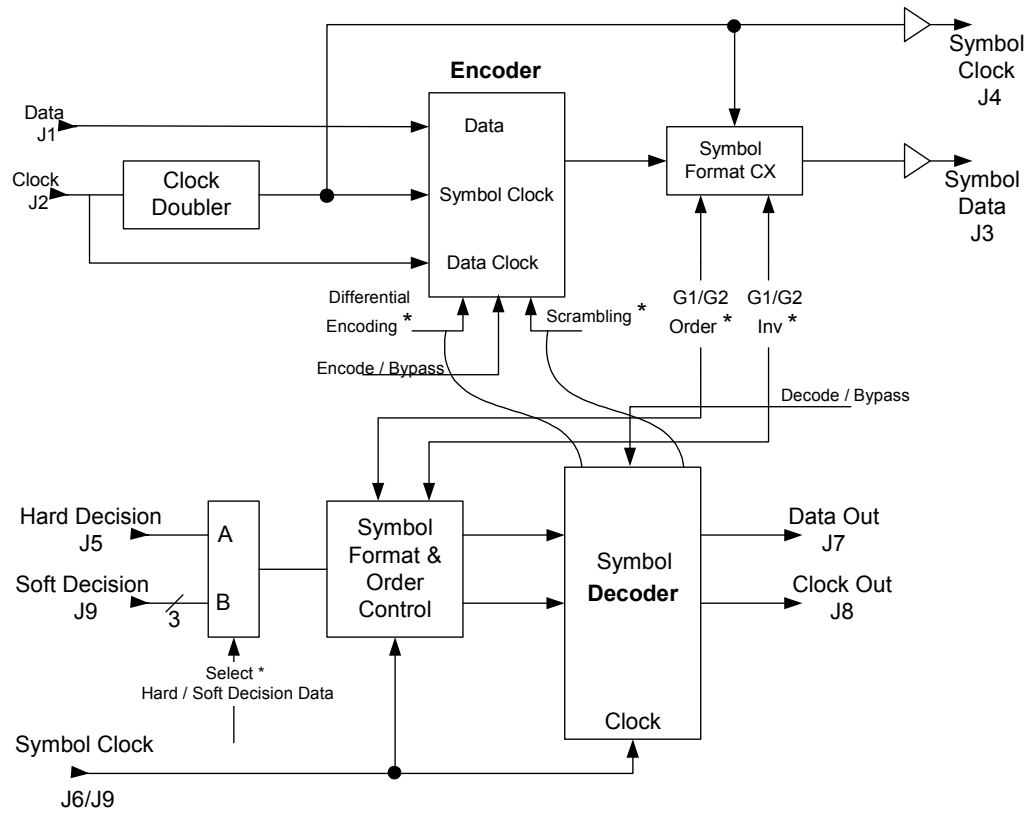 Symbol
Clock
J4
Encoder
Data
J1
Data
Symbol
Format CX
Clock
J2
Clock
Doubler
Symbol Clock
Symbol
Data
J3
Data Clock
Differential
Encoding *
Scrambling *
G1/G2
Order *
G1/G2
Inv *
Encode / Bypass
Decode / Bypass
Hard Decision
J5
A
Symbol
Format &
Order
Control
Symbol
Decoder
Data Out
J7
Soft Decision
J9
3
B
Clock Out
J8
Select *
Hard / Soft Decision Data
Clock
Symbol Clock
J6/J9